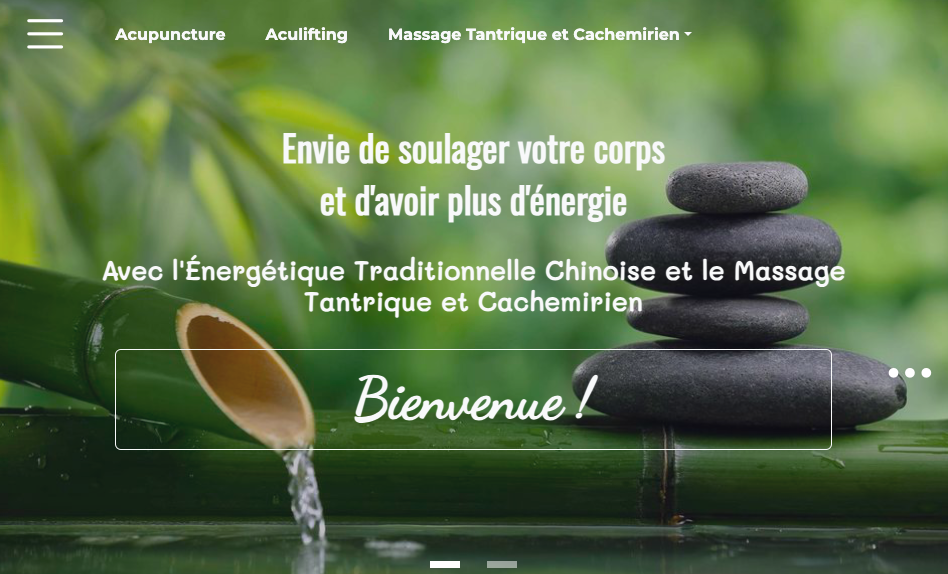 Acupuncture Aculifting Massage Tantrique et Cachemirien
Envie de soulager votre corps
et d'avoir plus d'énergie
Avec l'Énergétique Traditionnelle Chinoise et le Massage
Tantrique et Cachemirien
Bienvenue !